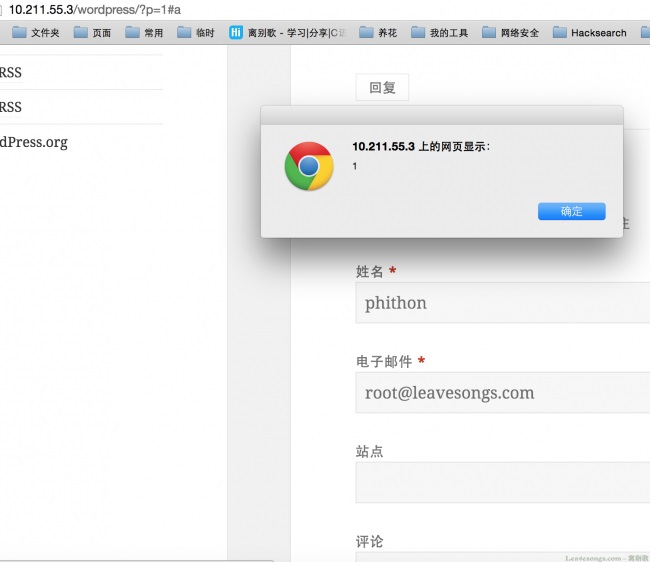 10.211.55.3/wordpress/?p=1#a
文件夹 页面 常用 临时 Hi 离别歌 - 学习|分享|C语 养花 我的工具 网络安全 Hacksearch
RSS
RSS
dPress.org
回复
10.211.55.3 上的网页显示：
1
确定
注
姓名 *
phithon
电子邮件 *
root@leavesongs.com
站点
评论
Leavesongs.com - 离别歌